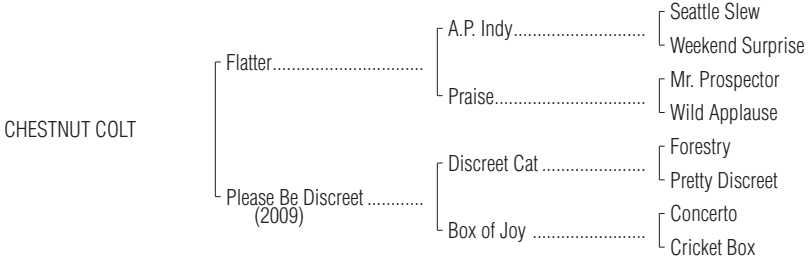 Seattle Slew
A.P. Indy..............................
Weekend Surprise
Flatter..................................
Mr. Prospector
Praise..................................
Wild Applause
CHESTNUT COLT
Forestry
Discreet Cat .......................
Pretty Discreet
Please Be Discreet ............
(2009)
Concerto
Box of Joy .........................
Cricket Box